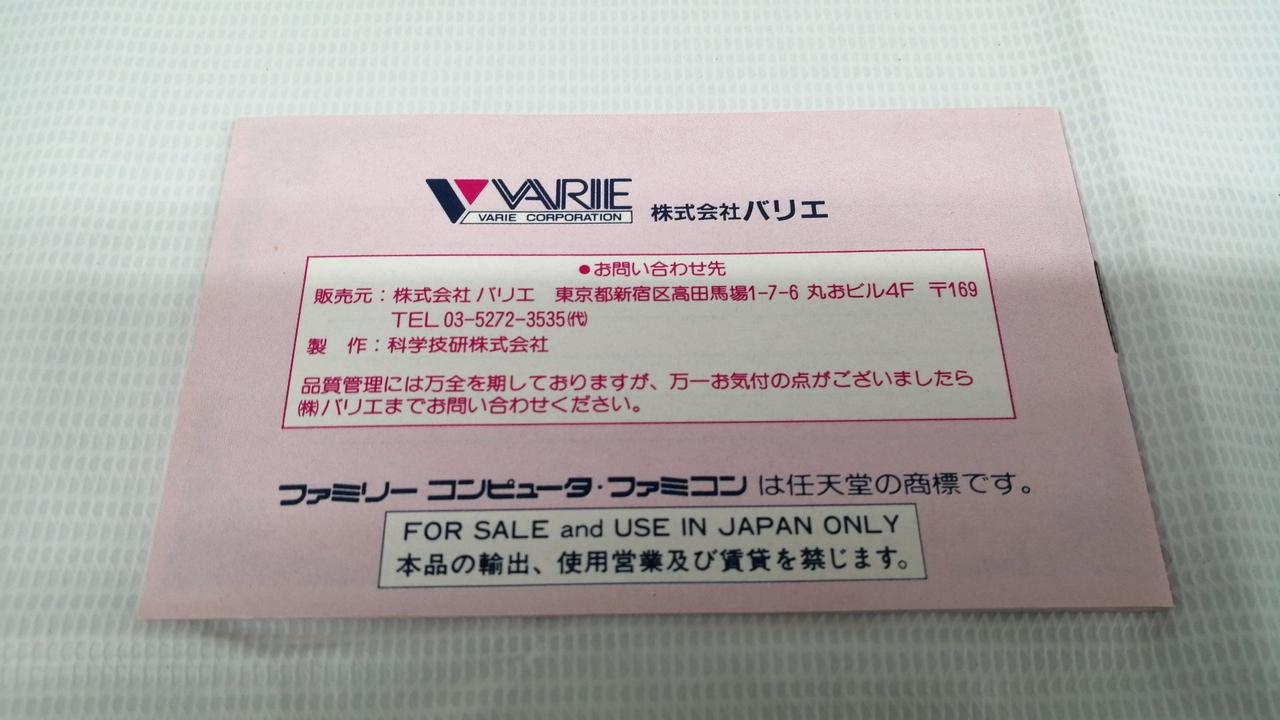 VARIE
VARIE CORPORATION
株式会社バリエ
●お問い合わせ先
販売元：株式会社 バリエ 東京都新宿区高田馬場1-7-6 丸おビル4F 〒169
TEL 03-5272-3535㈹
製 作：科学技研株式会社
品質管理には万全を期しておりますが、万一お気付の点がございましたら
㈱バリエまでお問い合わせください。
ファミリー コンピュータ・ファミコン は任天堂の商標です。
FOR SALE and USE IN JAPAN ONLY
本品の輸出、使用営業及び賃貸を禁じます。